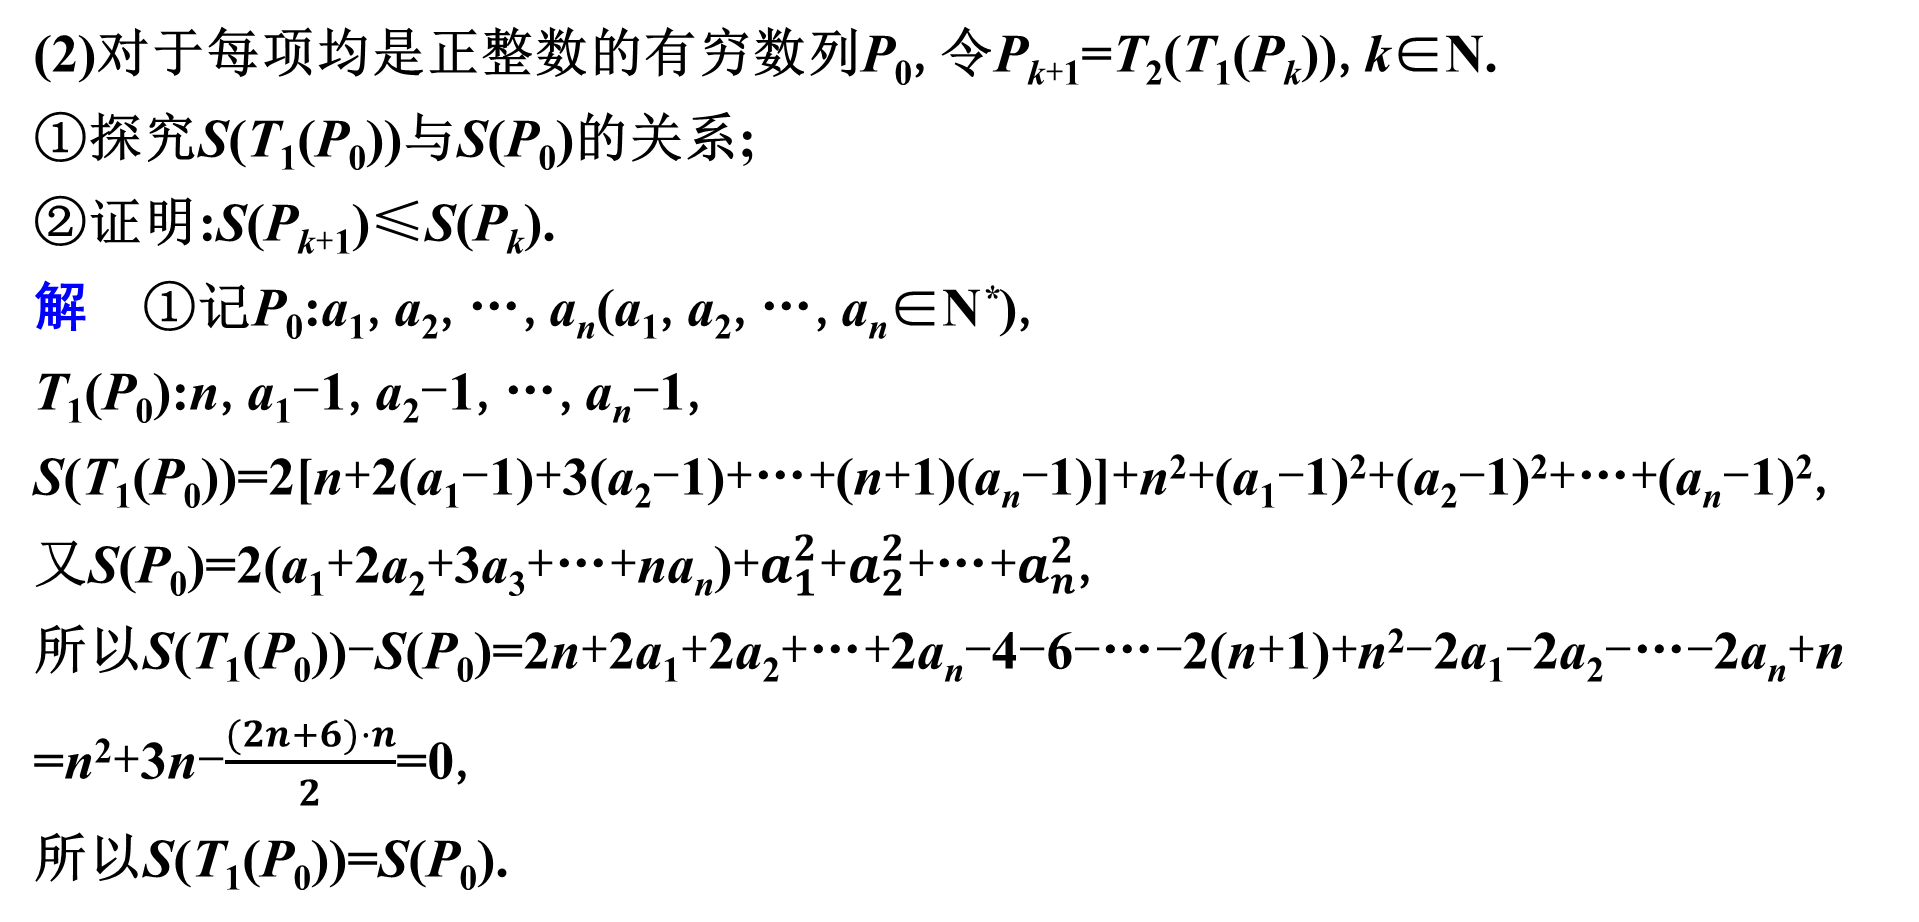 (2)对于每项均是正整数的有穷数列P₀, 令Pₖ₊₁=T₂(T₁(Pₖ)), k∈N.
①探究S(T₁(P₀))与S(P₀)的关系;
②证明:S(Pₖ₊₁)≤S(Pₖ).
解 ①记P₀:a₁, a₂, …, aₙ(a₁, a₂, …, aₙ∈N*),
T₁(P₀):n, a₁−1, a₂−1, …, aₙ−1,
S(T₁(P₀))=2[n+2(a₁−1)+3(a₂−1)+…+(n+1)(aₙ−1)]+n²+(a₁−1)²+(a₂−1)²+…+(aₙ−1)²,
又S(P₀)=2(a₁+2a₂+3a₃+…+naₙ)+a₁²+a₂²+…+aₙ²,
所以S(T₁(P₀))−S(P₀)=2n+2a₁+2a₂+…+2aₙ−4−6−…−2(n+1)+n²−2a₁−2a₂−…−2aₙ+n
=n²+3n−\frac{(2n+6)·n}{2}=0,
所以S(T₁(P₀))=S(P₀).